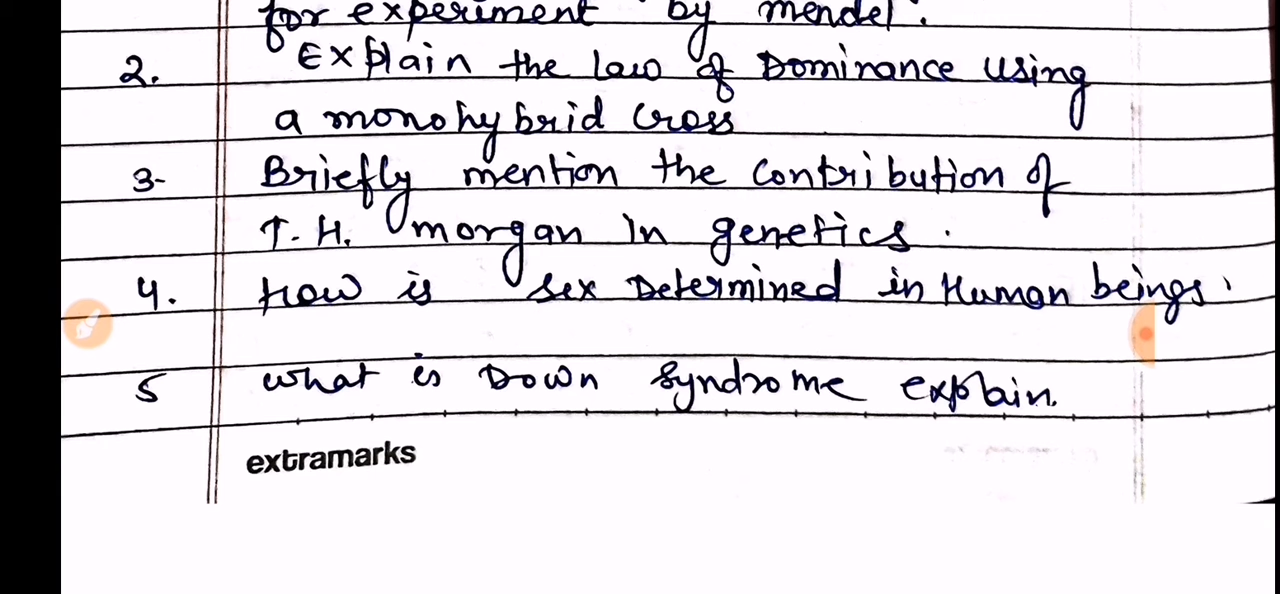 for experiment by mendel.
2. Explain the law of Dominance using
a monohybrid cross
3- Briefly mention the contribution of
T. H. morgan in genetics.
4. How is sex Determined in Human beings.
5 what is Down syndrome explain.
extramarks